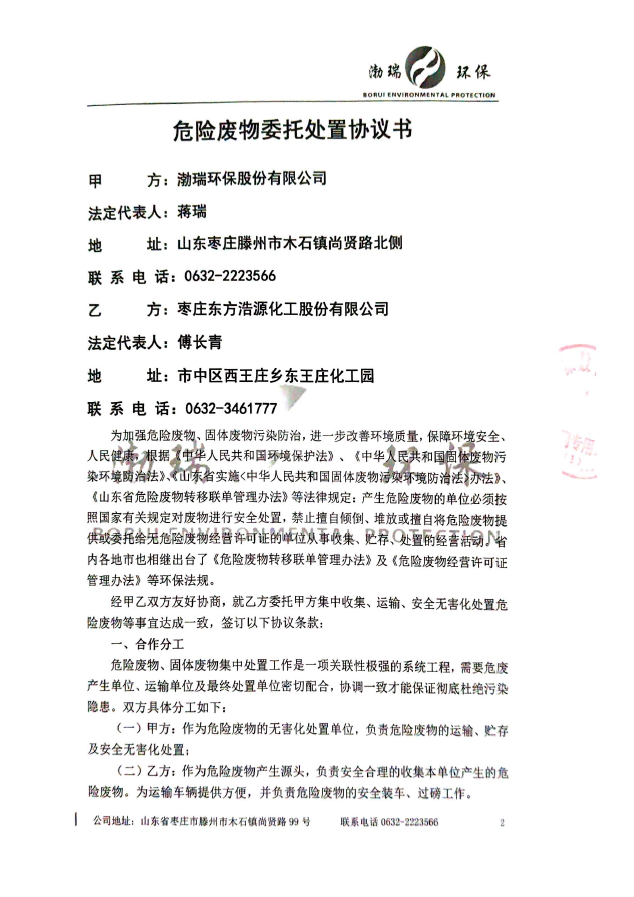 渤瑞 环保
BORUI ENVIRONMENTAL PROTECTION
危险废物委托处置协议书
甲 方：渤瑞环保股份有限公司
法定代表人：蒋瑞
地 址：山东枣庄滕州市木石镇尚贤路北侧
联 系 电 话：0632-2223566
乙 方：枣庄东方浩源化工股份有限公司
法定代表人：傅长青
地 址：市中区西王庄乡东王庄化工园
联 系 电 话：0632-3461777
为加强危险废物、固体废物污染防治，进一步改善环境质量，保障环境安全、
人民健康，根据《中华人民共和国环境保护法》、《中华人民共和国固体废物污
染环境防治法》、《山东省实施<中华人民共和国固体废物污染环境防治法>办法》、
《山东省危险废物转移联单管理办法》等法律规定：产生危险废物的单位必须按
照国家有关规定对废物进行安全处置，禁止擅自倾倒、堆放或擅自将危险废物提
供或委托给无危险废物经营许可证的单位从事收集、贮存、处置的经营活动。省
内各地市也相继出台了《危险废物转移联单管理办法》及《危险废物经营许可证
管理办法》等环保法规。
经甲乙双方友好协商，就乙方委托甲方集中收集、运输、安全无害化处置危
险废物等事宜达成一致，签订以下协议条款：
一、合作分工
危险废物、固体废物集中处置工作是一项关联性极强的系统工程，需要危废
产生单位、运输单位及最终处置单位密切配合，协调一致才能保证彻底杜绝污染
隐患。双方具体分工如下：
（一）甲方：作为危险废物的无害化处置单位，负责危险废物的运输、贮存
及安全无害化处置；
（二）乙方：作为危险废物产生源头，负责安全合理的收集本单位产生的危
险废物。为运输车辆提供方便，并负责危险废物的安全装车、过磅工作。
渤瑞 环保
BORUI ENVIRONMENTAL PROTECTION
公司地址：山东省枣庄市滕州市木石镇尚贤路 99 号 联系电话 0632-2223566 2